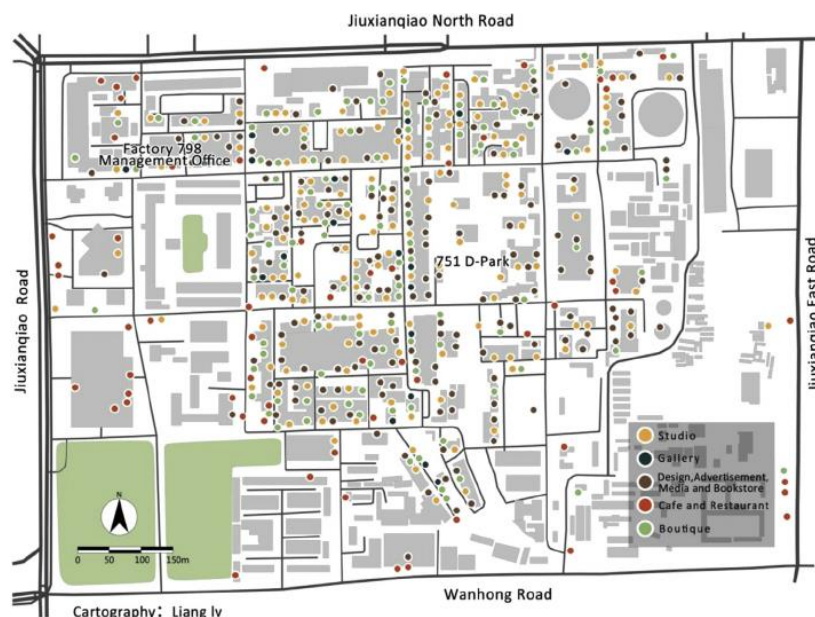 Jiuxianqiao North Road
Factory 798
Management Office
751 D-Park
Jiuxianqiao Road
Jiuxianqiao East Road
Studio
Gallery
Design,Advertisement,
Media and Bookstore
Cafe and Restaurant
Boutique
N
0 50 100 150m
Wanhong Road
Cartography: Liang ly